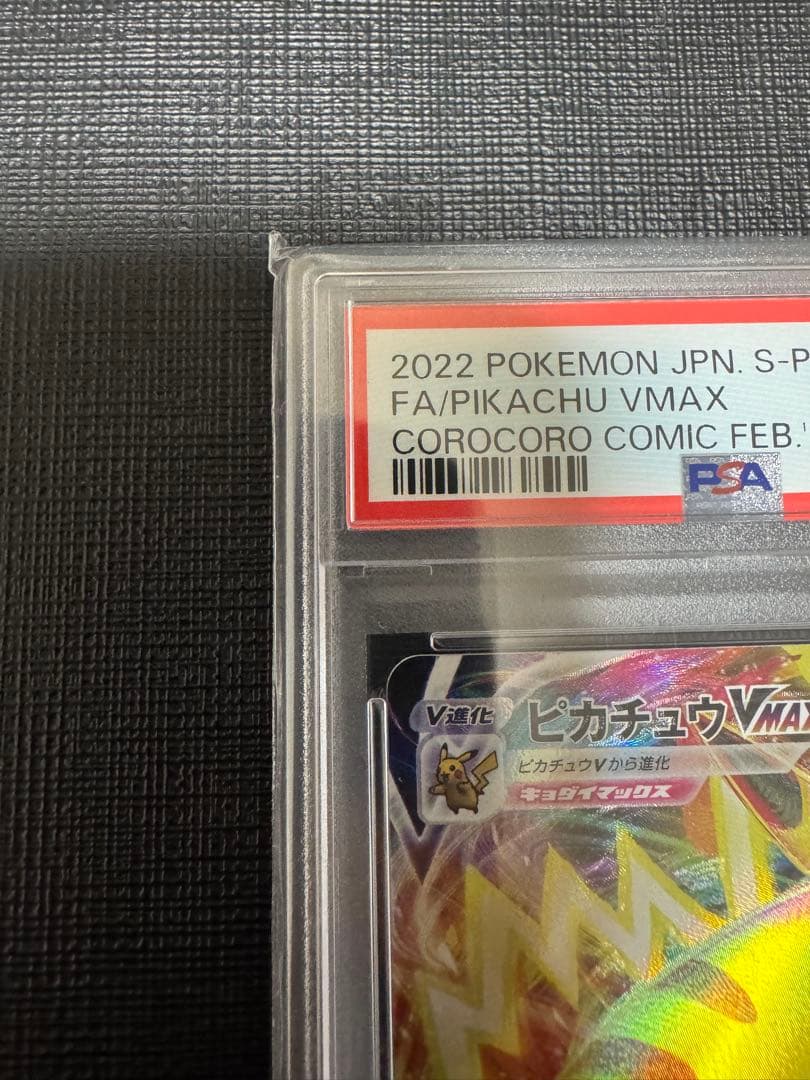 2022 POKEMON JPN. S-P
FA/PIKACHU VMAX
COROCORO COMIC FEB.'
PSA
V進化
ピカチュウVMAX
ピカチュウVから進化
キョダイマックス